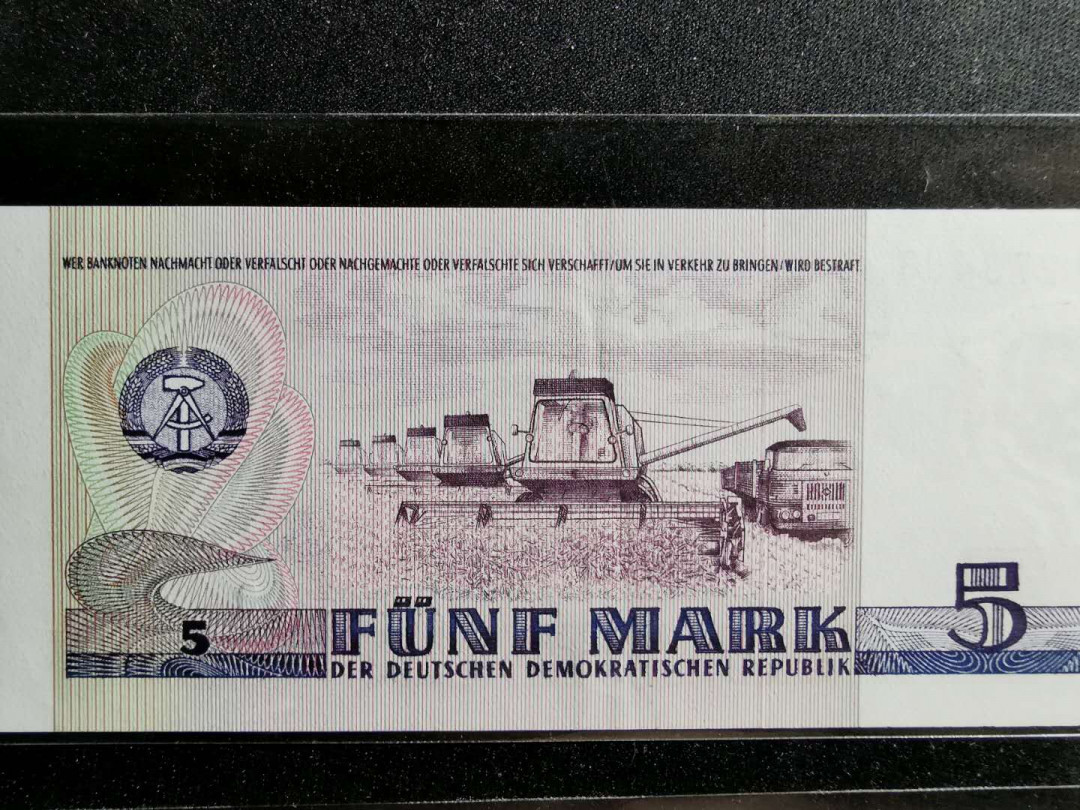 WER BANKNOTEN NACHMACHT ODER VERFÄLSCHT ODER NACHGEMACHTE ODER VERFÄLSCHTE SICH VERSCHAFFT/UM SIE IN VERKEHR ZU BRINGEN/WIRD BESTRAFT
5
5
FÜNF MARK
DER DEUTSCHEN DEMOKRATISCHEN REPUBLIK